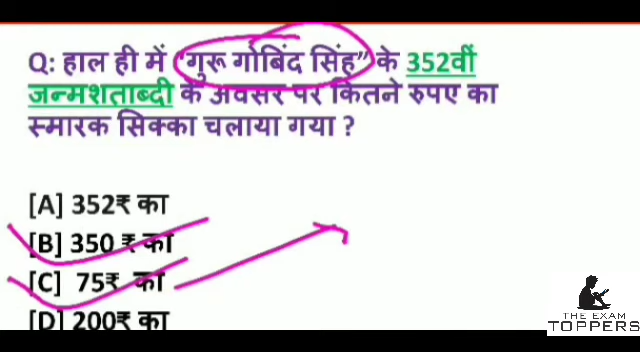 Q: हाल ही में "गुरू गोबिंद सिंह" के 352वीं
जन्मशताब्दी के अवसर पर कितने रुपए का
स्मारक सिक्का चलाया गया ?
[A] 352₹ का
[B] 350 ₹ का
[C] 75₹ का
[D] 200₹ का
THE EXAM
TOPPERS